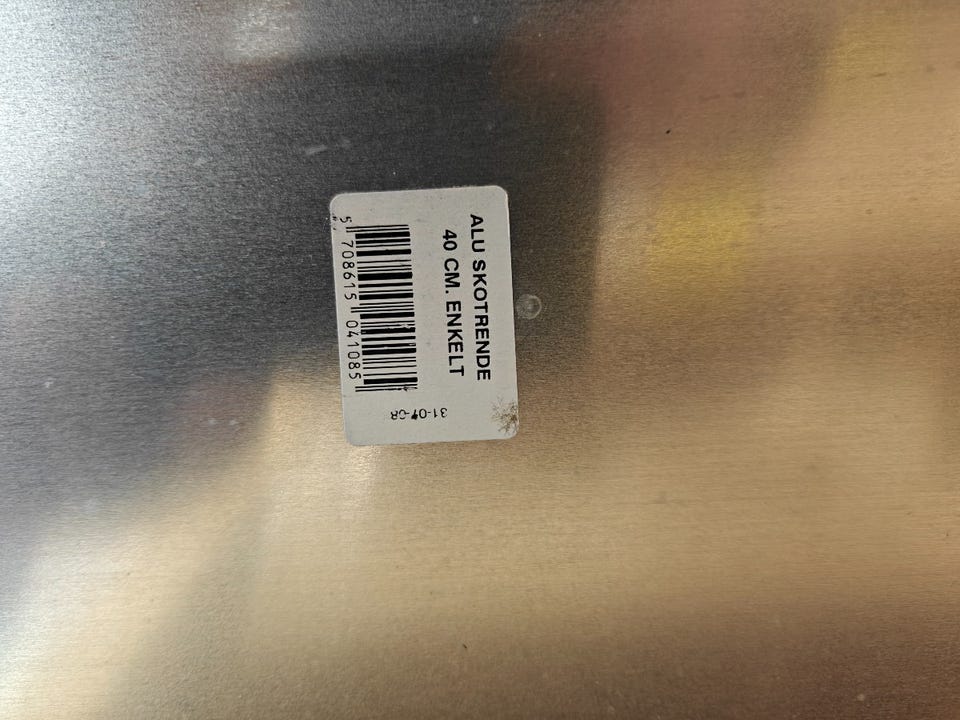 ALU SKOTRENDE
40 CM. ENKELT
5 708615 041085